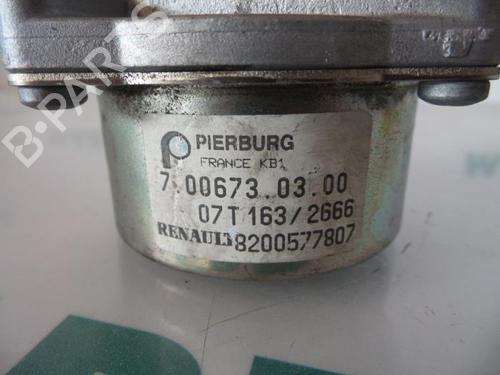 B-PARTS
PIERBURG
FRANCE KB1
7.00673.03.00
07T163/2666
RENAULT 8200577807